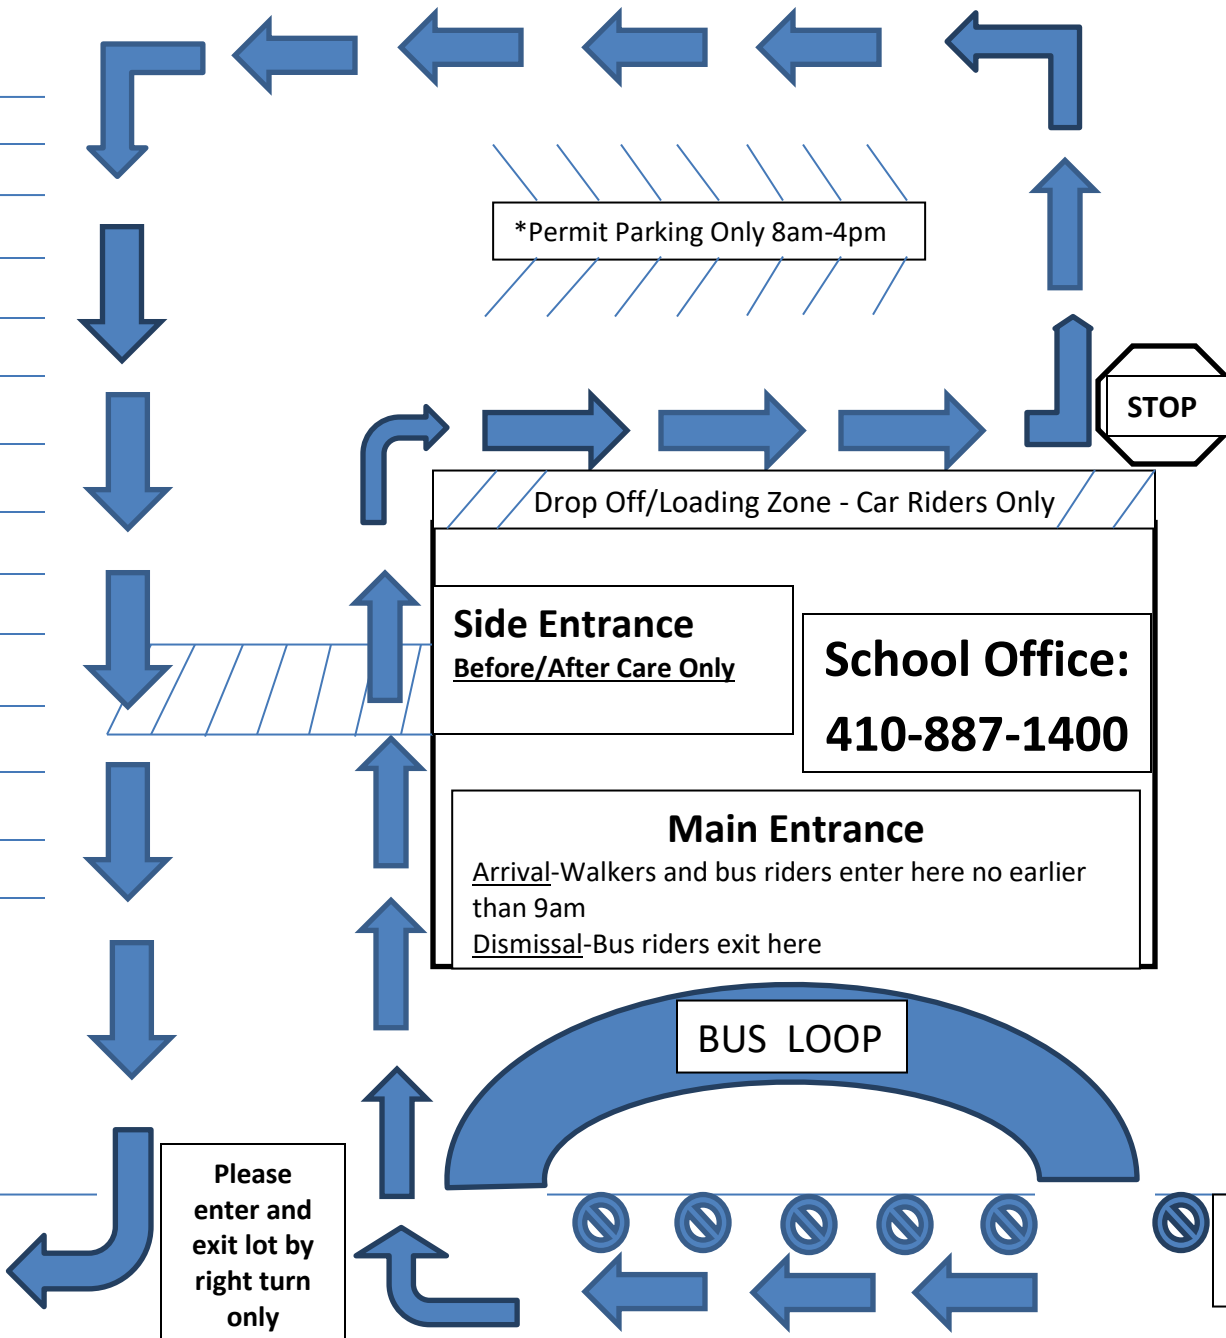 *Permit Parking Only 8am-4pm
STOP
Drop Off/Loading Zone - Car Riders Only
Side Entrance
Before/After Care Only
School Office:
410-887-1400
Main Entrance
Arrival-Walkers and bus riders enter here no earlier
than 9am
Dismissal-Bus riders exit here
BUS LOOP
Please
enter and
exit lot by
right turn
only